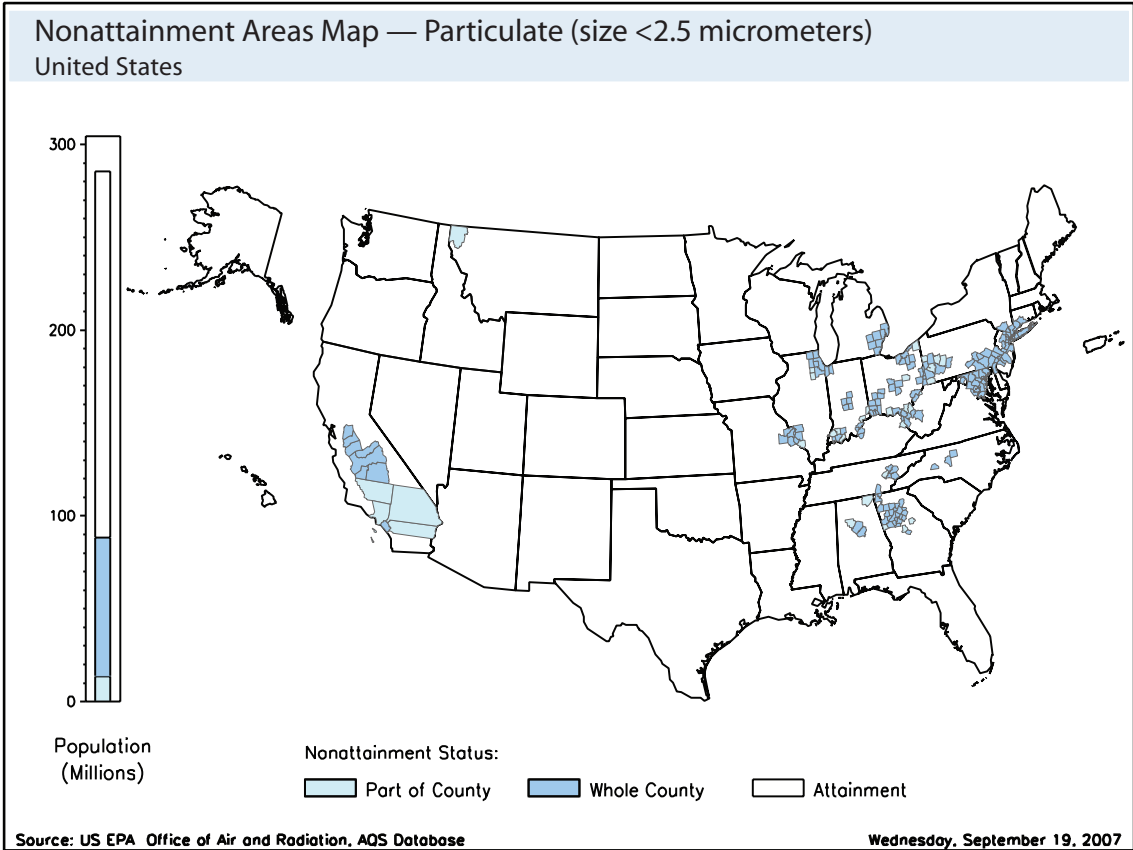 Nonattainment Areas Map — Particulate (size <2.5 micrometers)
United States
300
200
100
0
Population
(Millions)
Nonattainment Status:
Part of County
Whole County
Attainment
Source: US EPA Office of Air and Radiation, AQS Database
Wednesday, September 19, 2007